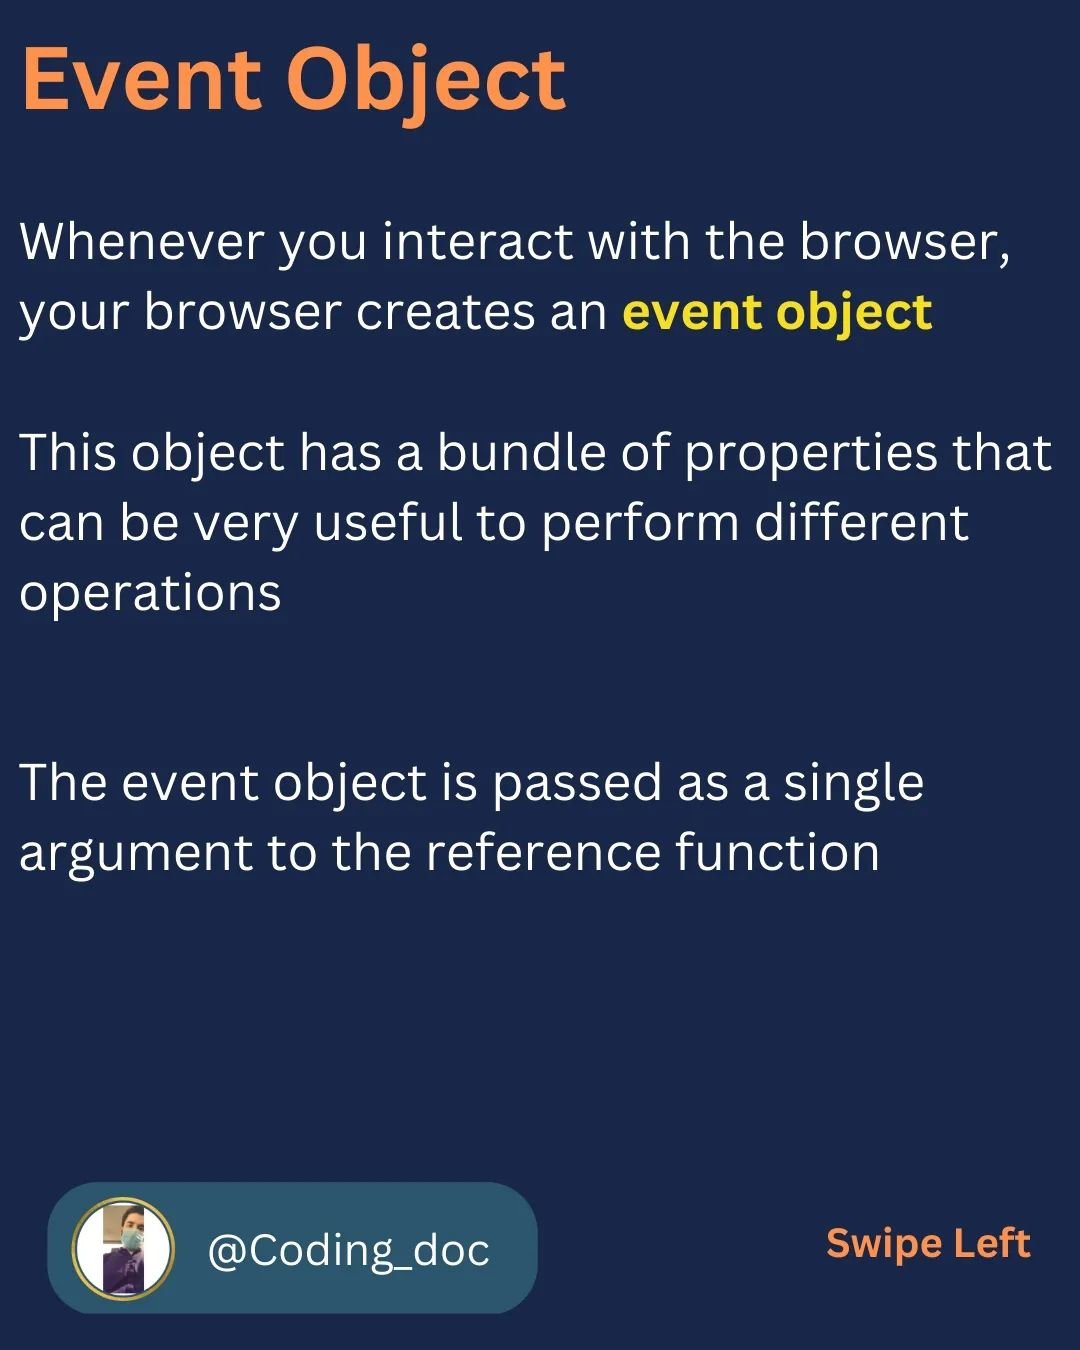 Event Object
Whenever you interact with the browser,
your browser creates an event object
This object has a bundle of properties that
can be very useful to perform different
operations
The event object is passed as a single
argument to the reference function
@Coding_doc
Swipe Left